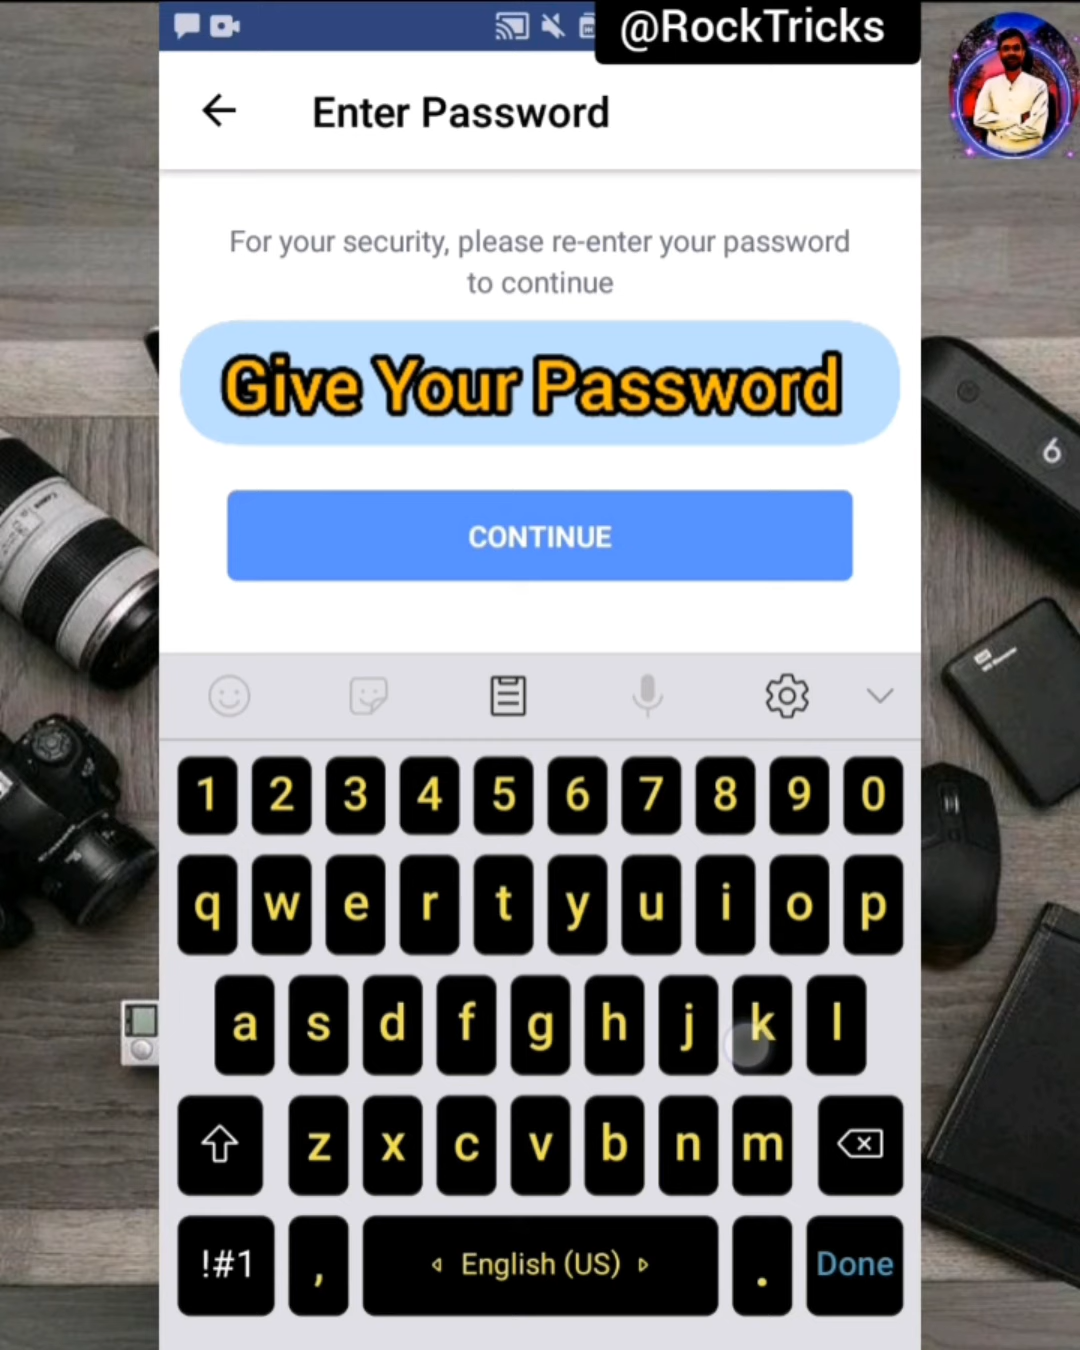 @RockTricks
Enter Password
For your security, please re-enter your password
to continue
Give Your Password
CONTINUE
6
1 2 3 4 5 6 7 8 9 0
q w e r t y u i o p
a s d f g h j k l
z x c v b n m
!#1 , English (US) . Done